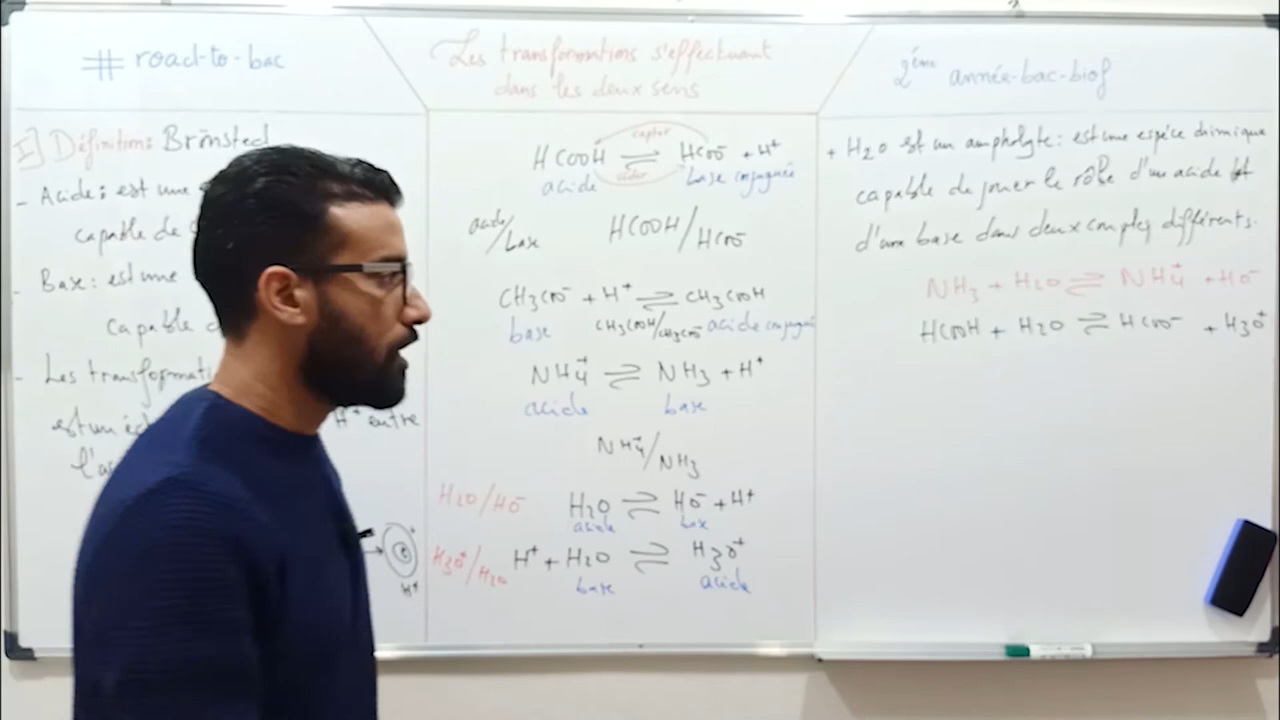 # road-to-bac
Les transformations s'effectuant
dans les deux sens
2ème année-bac-biof
I] Définition: Brönsted
- Acide: est une
capable de
- Base: est une
capable
- Les transformati
est un éc H+ entre
l'a
H+
capter
HCOOH ⇌ HCOO- + H+
céder
acide base conjuguée
acide/base HCOOH/HCOO-
CH3COO- + H+ ⇌ CH3COOH
base CH3COOH/CH3COO- acide conjugué
NH4+ ⇌ NH3 + H+
acide base
NH4+/NH3
H2O/HO- H2O ⇌ HO- + H+
acide base
H3O+/H2O H+ + H2O ⇌ H3O+
base acide
+ H2O est un ampholyte: est une espèce chimique
capable de jouer le rôle d'un acide et
d'une base dans deux couples différents.
NH3 + H2O ⇌ NH4+ + HO-
HCOOH + H2O ⇌ HCOO- + H3O+